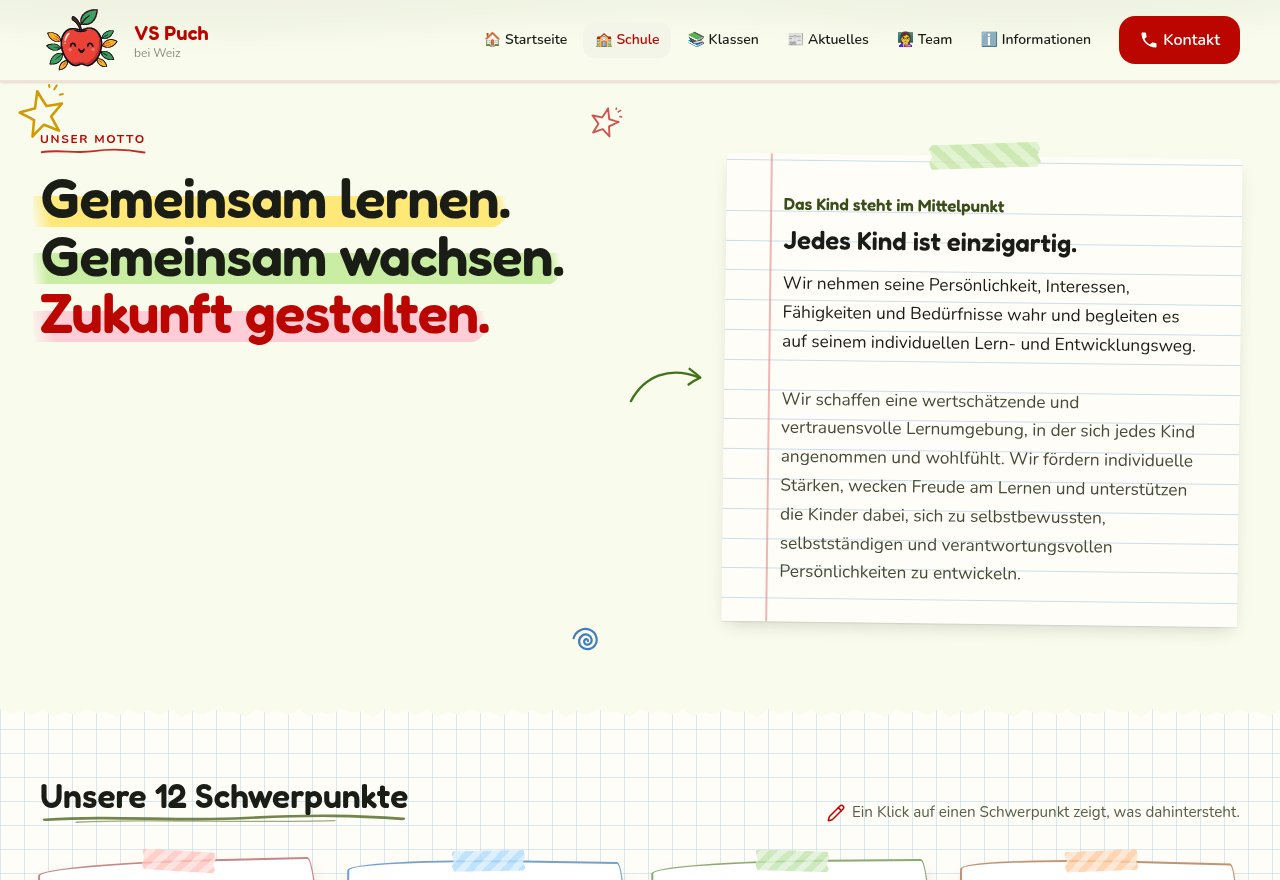 VS Puch
bei Weiz
Startseite
Schule
Klassen
Aktuelles
Team
Informationen
Kontakt
UNSER MOTTO
Gemeinsam lernen.
Gemeinsam wachsen.
Zukunft gestalten.
Das Kind steht im Mittelpunkt
Jedes Kind ist einzigartig.
Wir nehmen seine Persönlichkeit, Interessen,
Fähigkeiten und Bedürfnisse wahr und begleiten es
auf seinem individuellen Lern- und Entwicklungsweg.
Wir schaffen eine wertschätzende und
vertrauensvolle Lernumgebung, in der sich jedes Kind
angenommen und wohlfühlt. Wir fördern individuelle
Stärken, wecken Freude am Lernen und unterstützen
die Kinder dabei, sich zu selbstbewussten,
selbstständigen und verantwortungsvollen
Persönlichkeiten zu entwickeln.
Unsere 12 Schwerpunkte
Ein Klick auf einen Schwerpunkt zeigt, was dahintersteht.